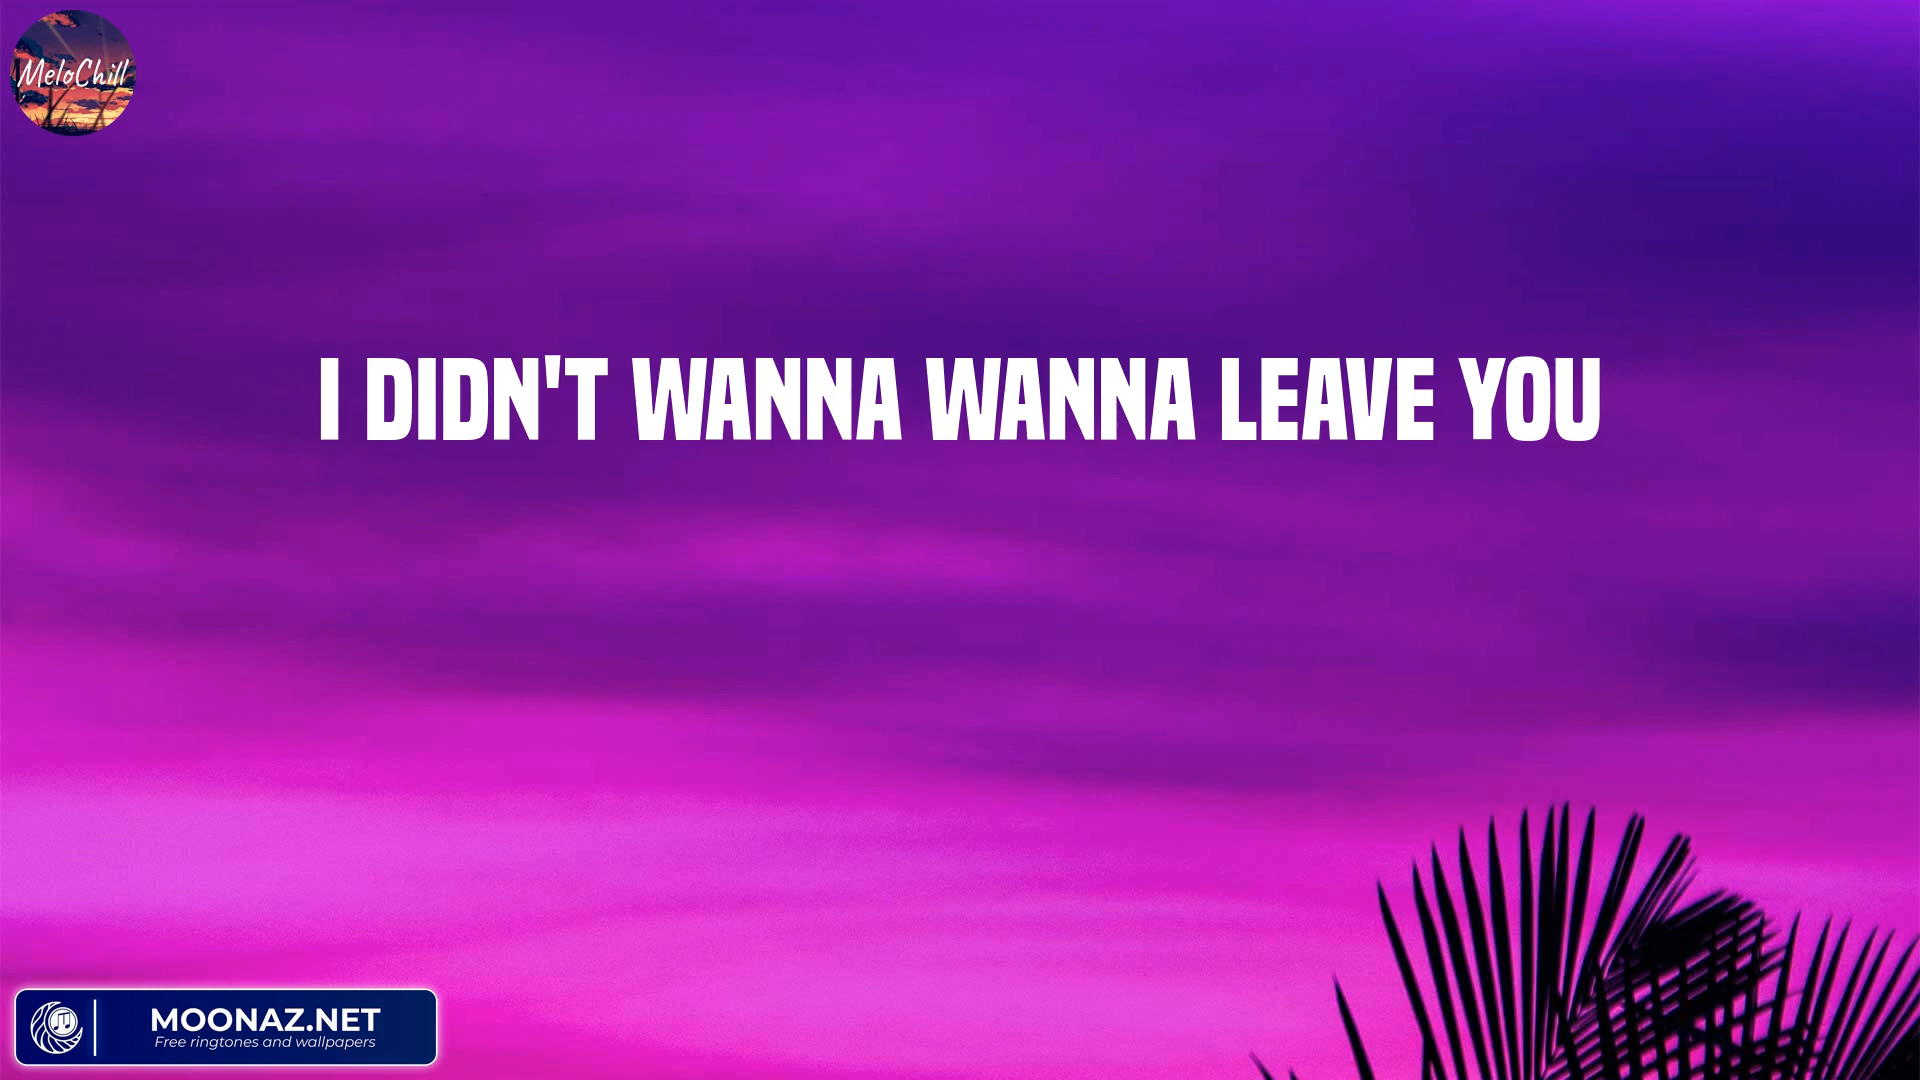 MeloChill
I DIDN'T WANNA WANNA LEAVE YOU
MOONAZ.NET
Free ringtones and wallpapers